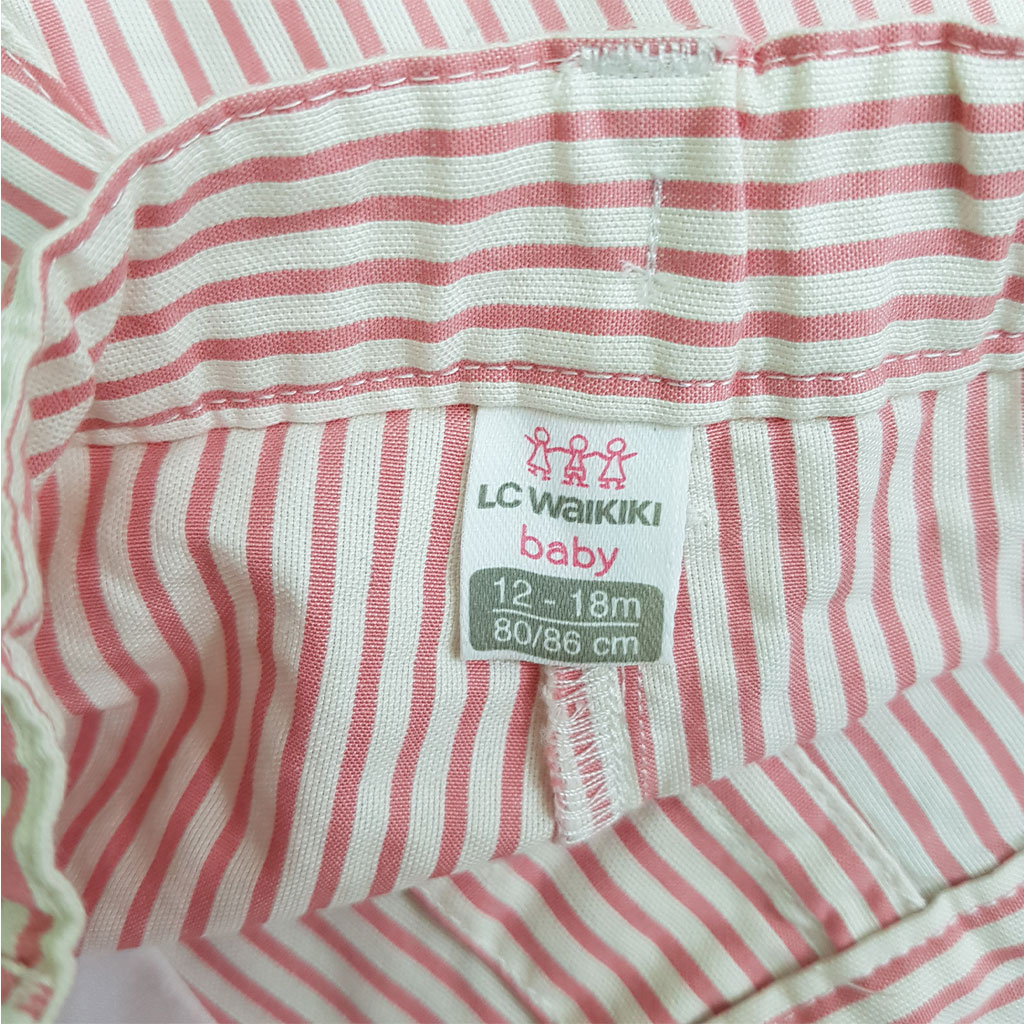 LC WAIKIKI
baby
12 - 18m
80/86 cm